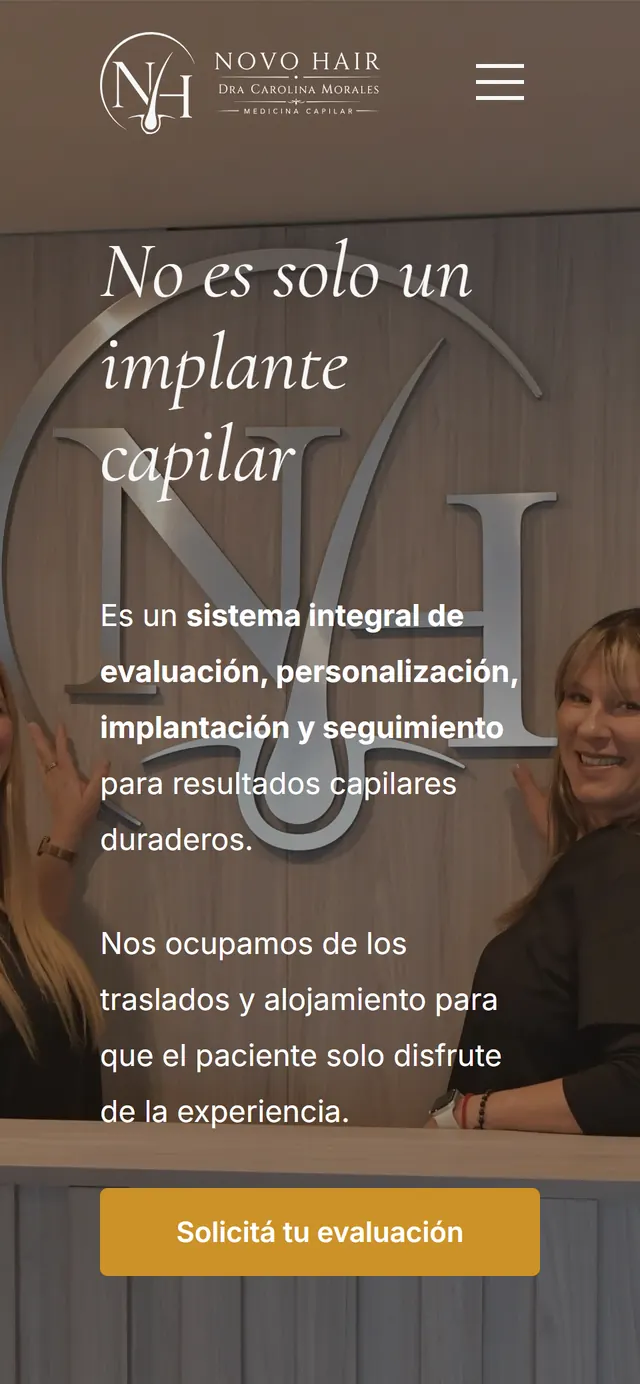 NH
NOVO HAIR
DRA CAROLINA MORALES
MEDICINA CAPILAR
No es solo un
implante
capilar
NH
Es un sistema integral de
evaluación, personalización,
implantación y seguimiento
para resultados capilares
duraderos.
Nos ocupamos de los
traslados y alojamiento para
que el paciente solo disfrute
de la experiencia.
Solicitá tu evaluación